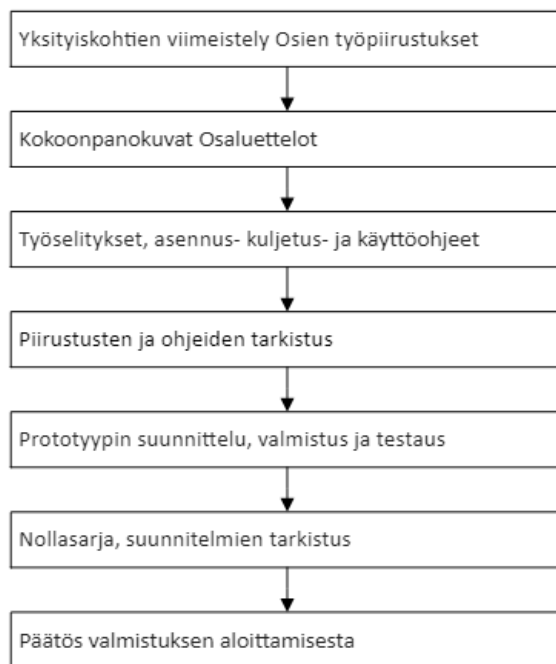 Yksityiskohtien viimeistely Osien työpiirustukset
Kokoonpanokuvat Osaluettelot
Työselitykset, asennus- kuljetus- ja käyttöohjeet
Piirustusten ja ohjeiden tarkistus
Prototyypin suunnittelu, valmistus ja testaus
Nollasarja, suunnitelmien tarkistus
Päätös valmistuksen aloittamisesta